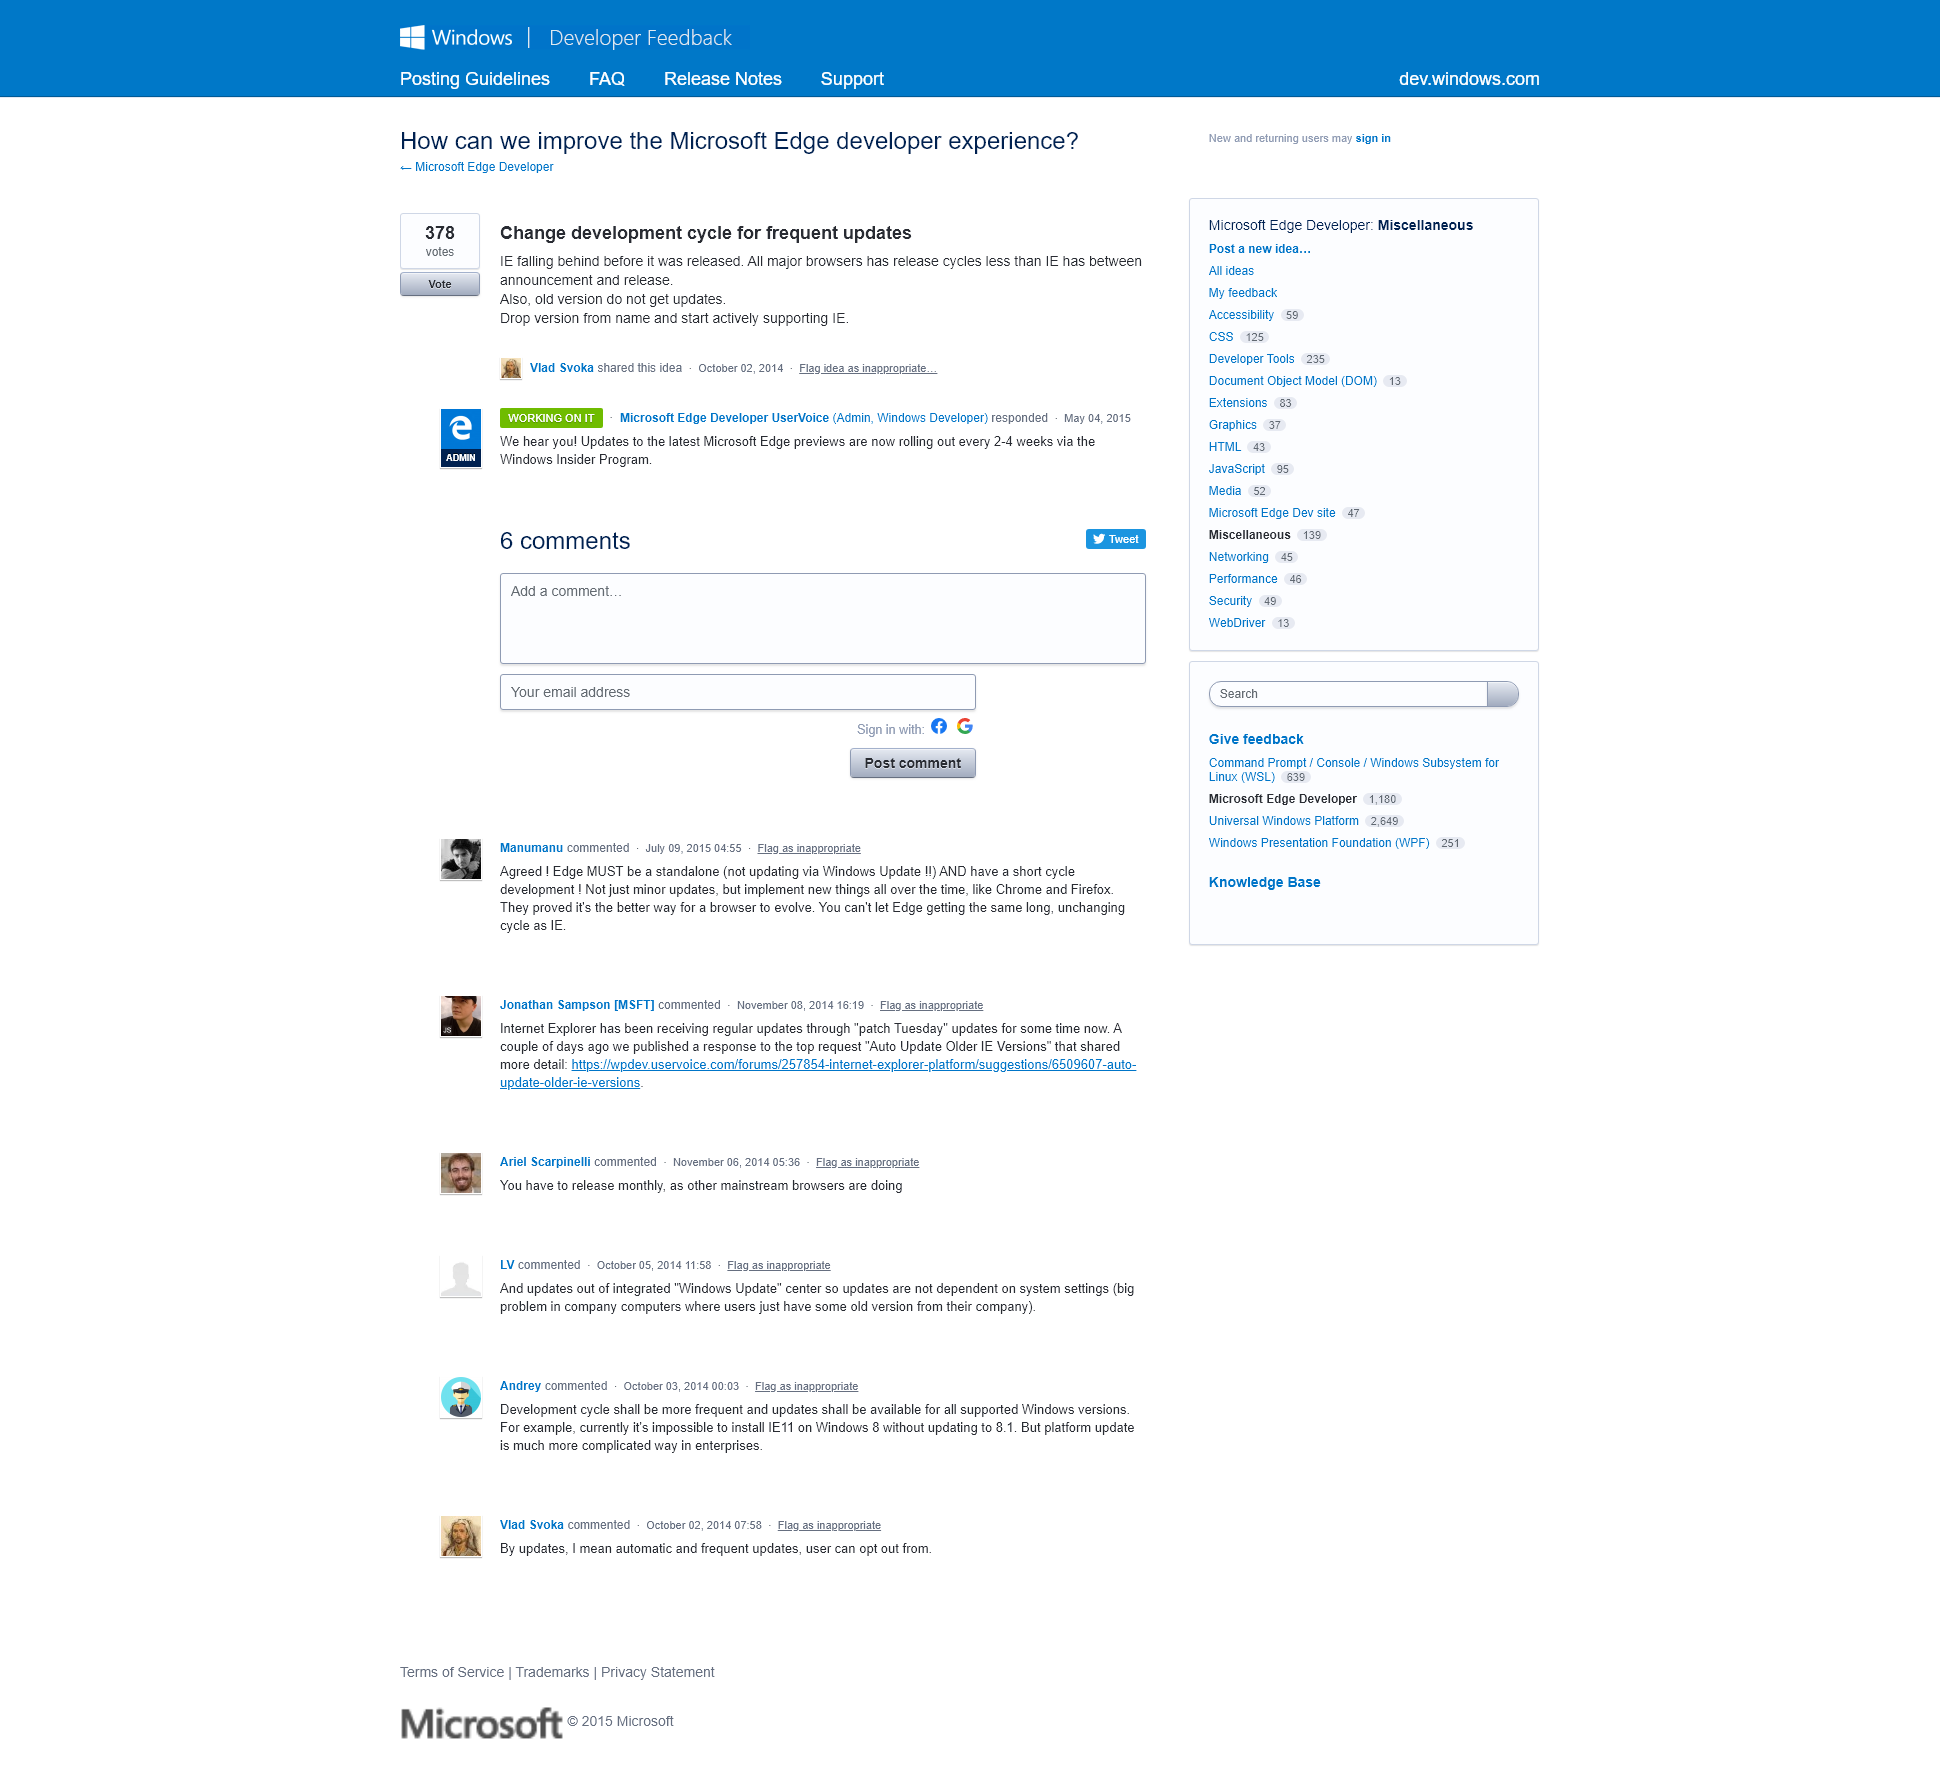 Windows | Developer Feedback
Posting Guidelines FAQ Release Notes Support dev.windows.com
How can we improve the Microsoft Edge developer experience?
← Microsoft Edge Developer
New and returning users may sign in
378
votes
Vote
Change development cycle for frequent updates
IE falling behind before it was released. All major browsers has release cycles less than IE has between
announcement and release.
Also, old version do not get updates.
Drop version from name and start actively supporting IE.
Vlad Svoka shared this idea · October 02, 2014 · Flag idea as inappropriate…
ADMIN
WORKING ON IT · Microsoft Edge Developer UserVoice (Admin, Windows Developer) responded · May 04, 2015
We hear you! Updates to the latest Microsoft Edge previews are now rolling out every 2-4 weeks via the
Windows Insider Program.
6 comments
Tweet
Add a comment…
Your email address
Sign in with:
Post comment
Manumanu commented · July 09, 2015 04:55 · Flag as inappropriate
Agreed ! Edge MUST be a standalone (not updating via Windows Update !!) AND have a short cycle
development ! Not just minor updates, but implement new things all over the time, like Chrome and Firefox.
They proved it's the better way for a browser to evolve. You can't let Edge getting the same long, unchanging
cycle as IE.
JS
Jonathan Sampson [MSFT] commented · November 08, 2014 16:19 · Flag as inappropriate
Internet Explorer has been receiving regular updates through "patch Tuesday" updates for some time now. A
couple of days ago we published a response to the top request "Auto Update Older IE Versions" that shared
more detail: https://wpdev.uservoice.com/forums/257854-internet-explorer-platform/suggestions/6509607-auto-
update-older-ie-versions.
Ariel Scarpinelli commented · November 06, 2014 05:36 · Flag as inappropriate
You have to release monthly, as other mainstream browsers are doing
LV commented · October 05, 2014 11:58 · Flag as inappropriate
And updates out of integrated "Windows Update" center so updates are not dependent on system settings (big
problem in company computers where users just have some old version from their company).
Andrey commented · October 03, 2014 00:03 · Flag as inappropriate
Development cycle shall be more frequent and updates shall be available for all supported Windows versions.
For example, currently it's impossible to install IE11 on Windows 8 without updating to 8.1. But platform update
is much more complicated way in enterprises.
Vlad Svoka commented · October 02, 2014 07:58 · Flag as inappropriate
By updates, I mean automatic and frequent updates, user can opt out from.
Microsoft Edge Developer: Miscellaneous
Post a new idea…
All ideas
My feedback
Accessibility 59
CSS 125
Developer Tools 235
Document Object Model (DOM) 13
Extensions 83
Graphics 37
HTML 43
JavaScript 95
Media 52
Microsoft Edge Dev site 47
Miscellaneous 139
Networking 45
Performance 46
Security 49
WebDriver 13
Search
Give feedback
Command Prompt / Console / Windows Subsystem for
Linux (WSL) 639
Microsoft Edge Developer 1,180
Universal Windows Platform 2,649
Windows Presentation Foundation (WPF) 251
Knowledge Base
Terms of Service | Trademarks | Privacy Statement
Microsoft © 2015 Microsoft